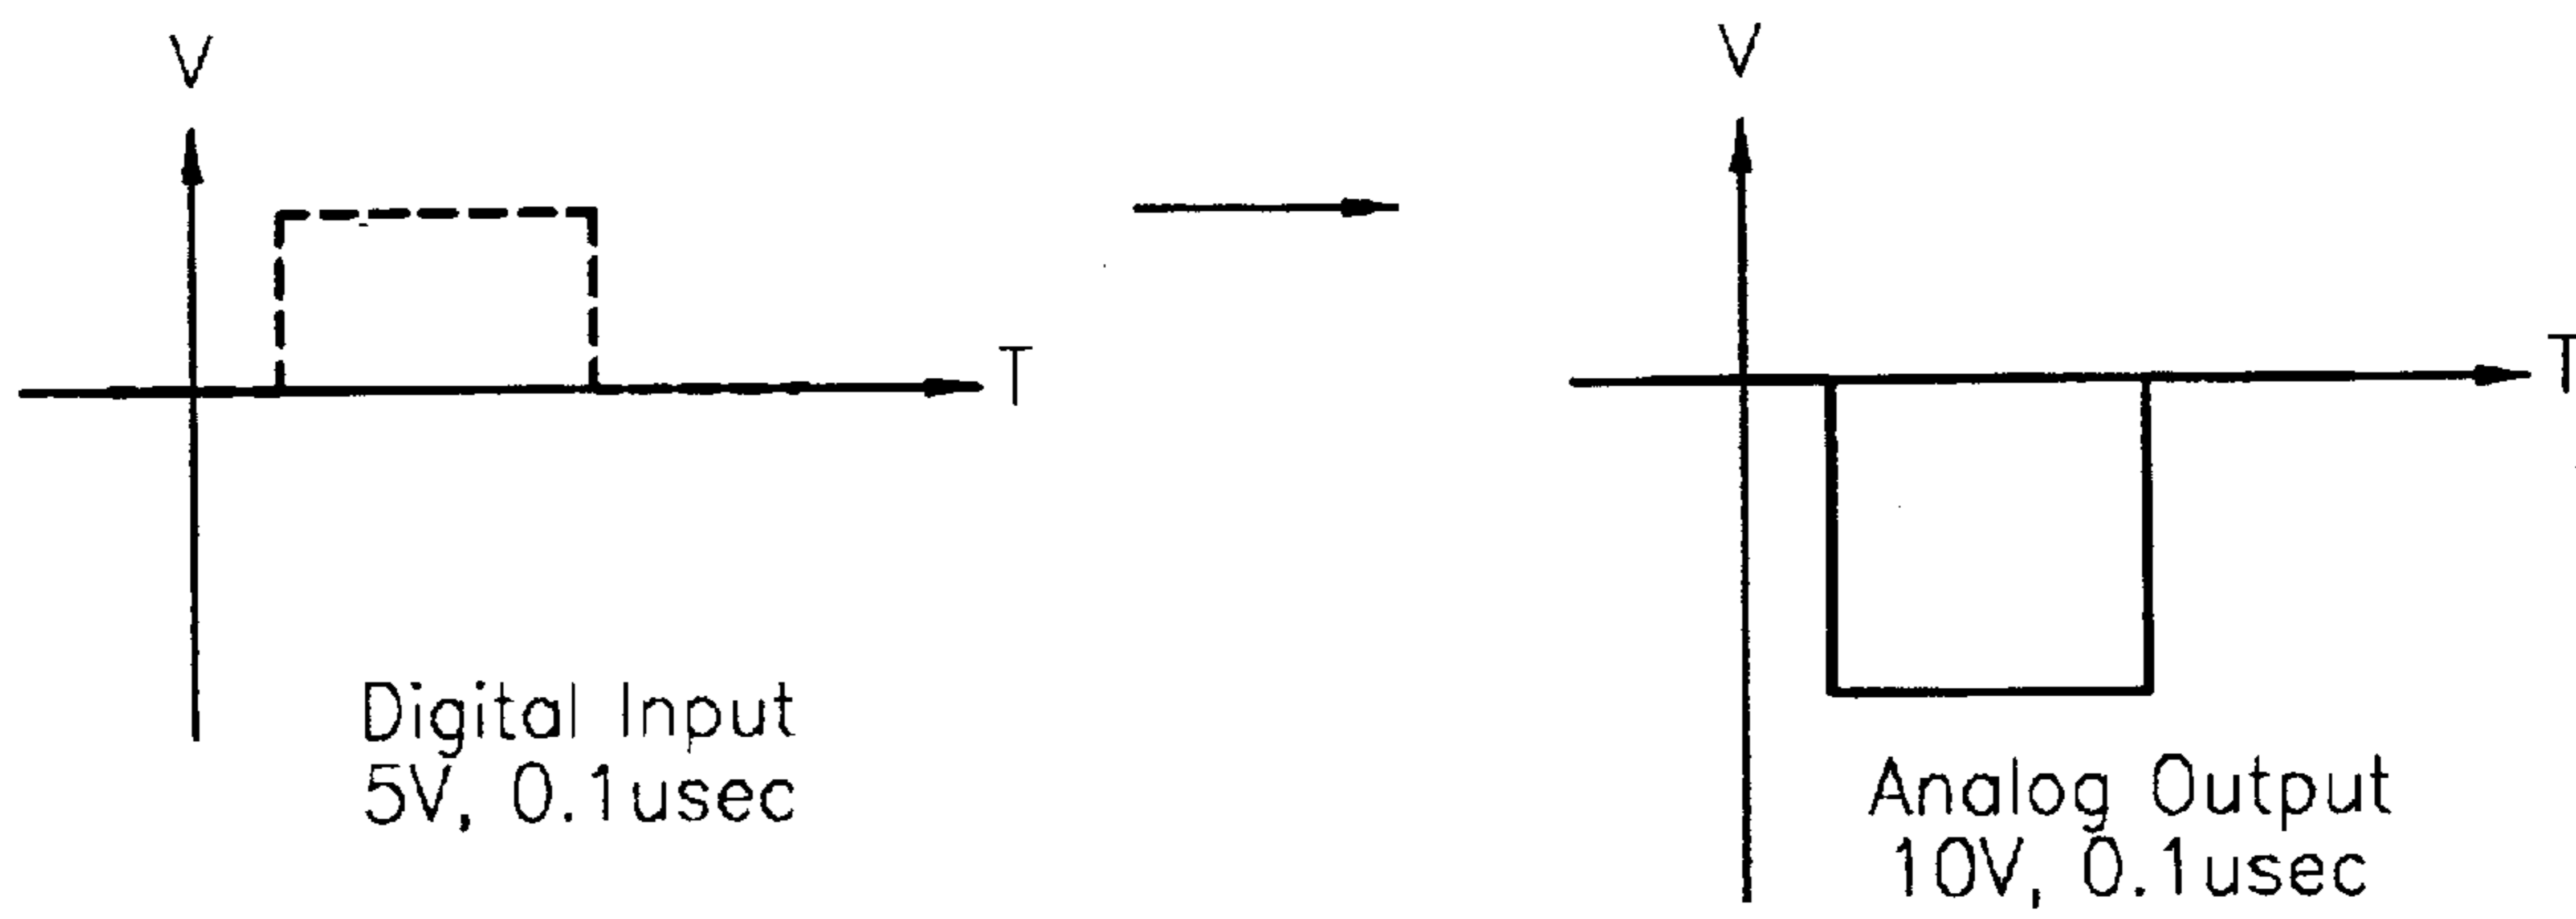 V
T
Digital Input
5V, 0.1usec
V
T
Analog Output
10V, 0.1usec